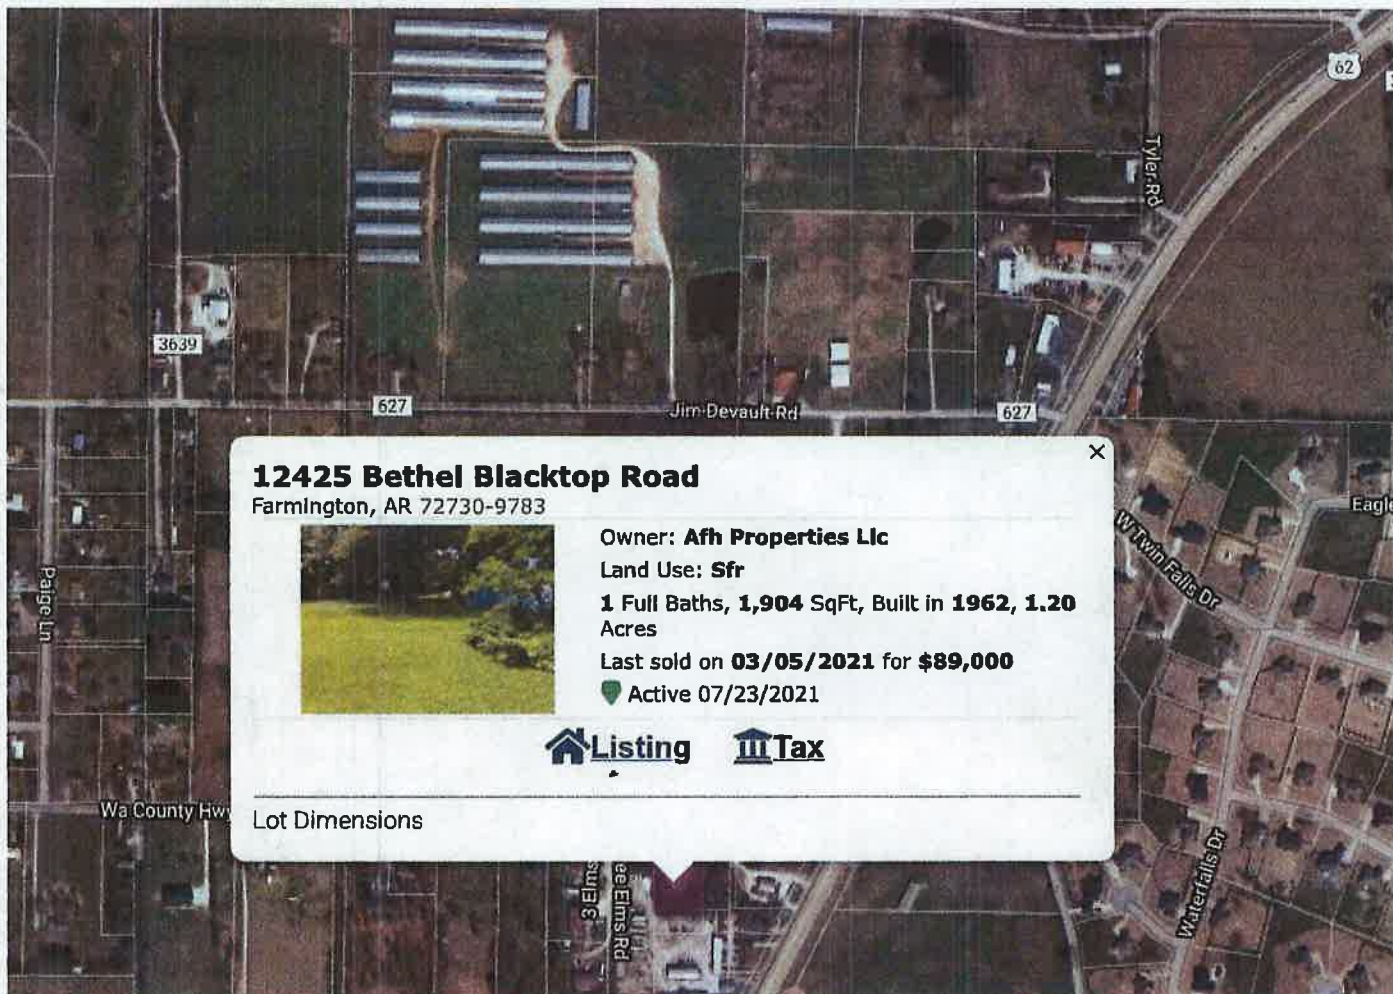 62
Tyler Rd
3639
627
Jim Devault Rd
627
12425 Bethel Blacktop Road
Farmington, AR 72730-9783
Owner: Afh Properties Llc
Land Use: Sfr
1 Full Baths, 1,904 SqFt, Built in 1962, 1.20
Acres
Last sold on 03/05/2021 for $89,000
Active 07/23/2021
Listing
Tax
Lot Dimensions
Eagle
W Twin Falls Dr
Paige Ln
Wa County Hwy
3 Elms
ee Elms Rd
Waterfalls Dr